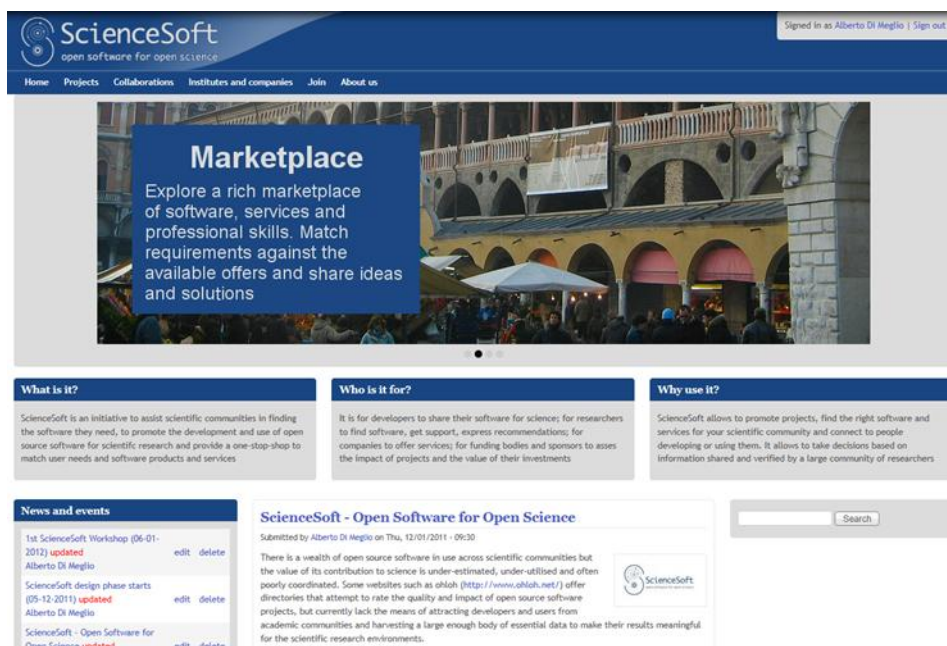 ScienceSoft
open software for open science
Signed in as Alberto Di Meglio | Sign out
Home Projects Collaborations Institutes and companies Join About us
Marketplace
Explore a rich marketplace
of software, services and
professional skills. Match
requirements against the
available offers and share ideas
and solutions
What is it?
ScienceSoft is an initiative to assist scientific communities in finding
the software they need, to promote the development and use of open
source software for scientific research and provide a one-stop-shop to
match user needs and software products and services
Who is it for?
It is for developers to share their software for science; for researchers
to find software, get support, express recommendations; for
companies to offer services; for funding bodies and sponsors to asses
the impact of projects and the value of their investments
Why use it?
ScienceSoft allows to promote projects, find the right software and
services for your scientific community and connect to people
developing or using them. It allows to take decisions based on
information shared and verified by a large community of researchers
News and events
1st ScienceSoft Workshop (06-01-
2012) updated edit delete
Alberto Di Meglio
ScienceSoft design phase starts
(05-12-2011) updated edit delete
Alberto Di Meglio
ScienceSoft - Open Software for
Open Science updated edit delete
ScienceSoft - Open Software for Open Science
Submitted by Alberto Di Meglio on Thu, 12/01/2011 - 09:30
There is a wealth of open source software in use across scientific communities but
the value of its contribution to science is under-estimated, under-utilised and often
poorly coordinated. Some websites such as ohloh (http://www.ohloh.net/) offer
directories that attempt to rate the quality and impact of open source software
projects, but currently lack the means of attracting developers and users from
academic communities and harvesting a large enough body of essential data to make their results meaningful
for the scientific research environments.
ScienceSoft
Search